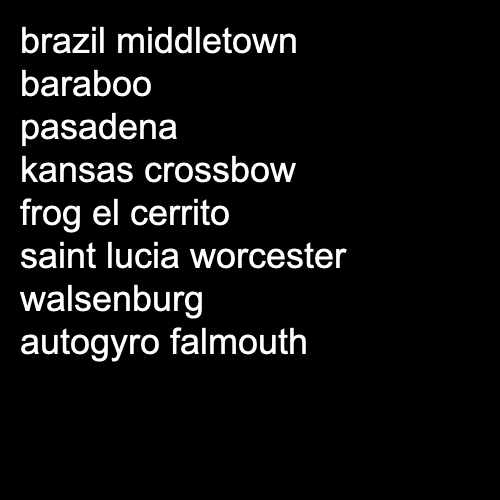 brazil middletown
baraboo
pasadena
kansas crossbow
frog el cerrito
saint lucia worcester
walsenburg
autogyro falmouth